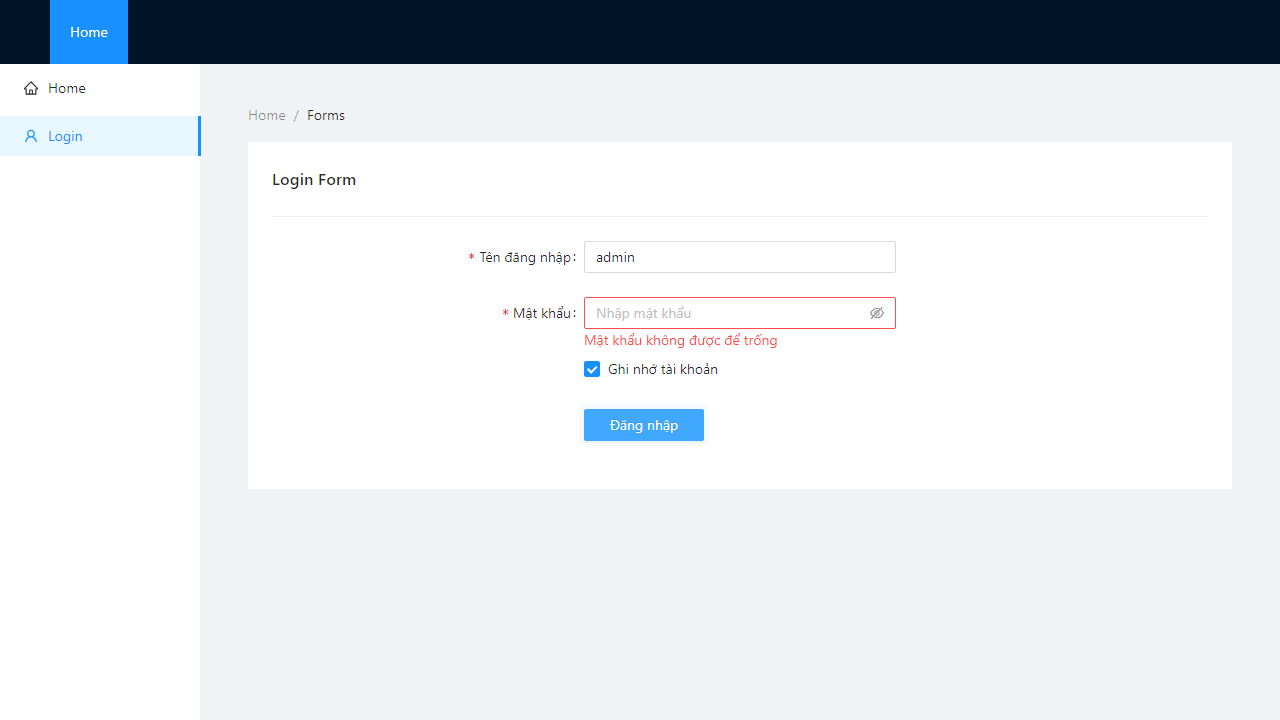 Home
Home
Login
Home / Forms
Login Form
* Tên đăng nhập:
admin
* Mật khẩu:
Nhập mật khẩu
Mật khẩu không được để trống
Ghi nhớ tài khoản
Đăng nhập